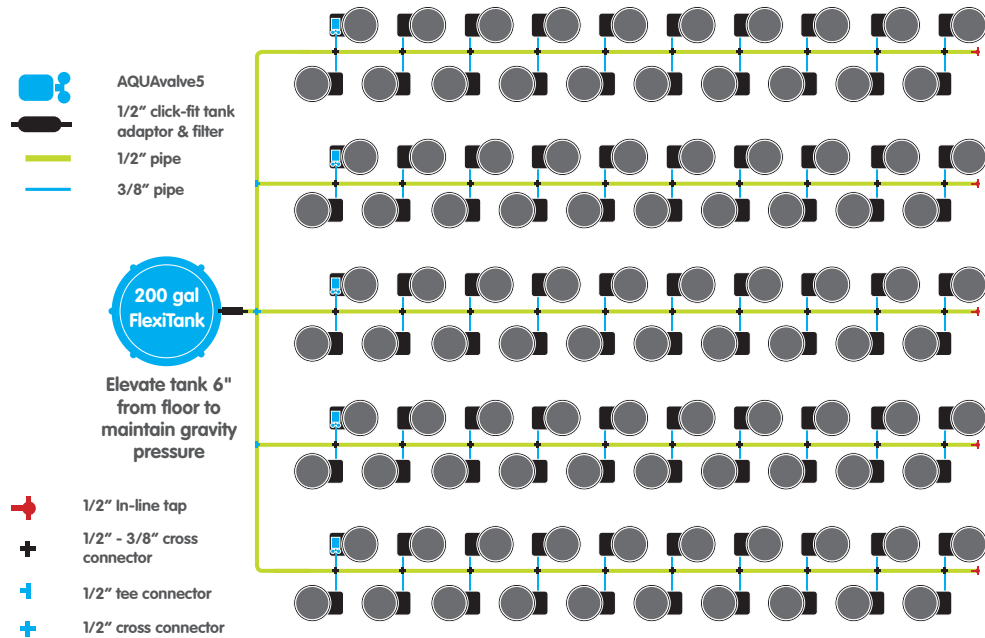 AQUAvalve5
1/2” click-fit tank
adaptor & filter
1/2” pipe
3/8” pipe
200 gal
FlexiTank
Elevate tank 6"
from floor to
maintain gravity
pressure
1/2” In-line tap
1/2” - 3/8” cross
connector
1/2” tee connector
1/2” cross connector